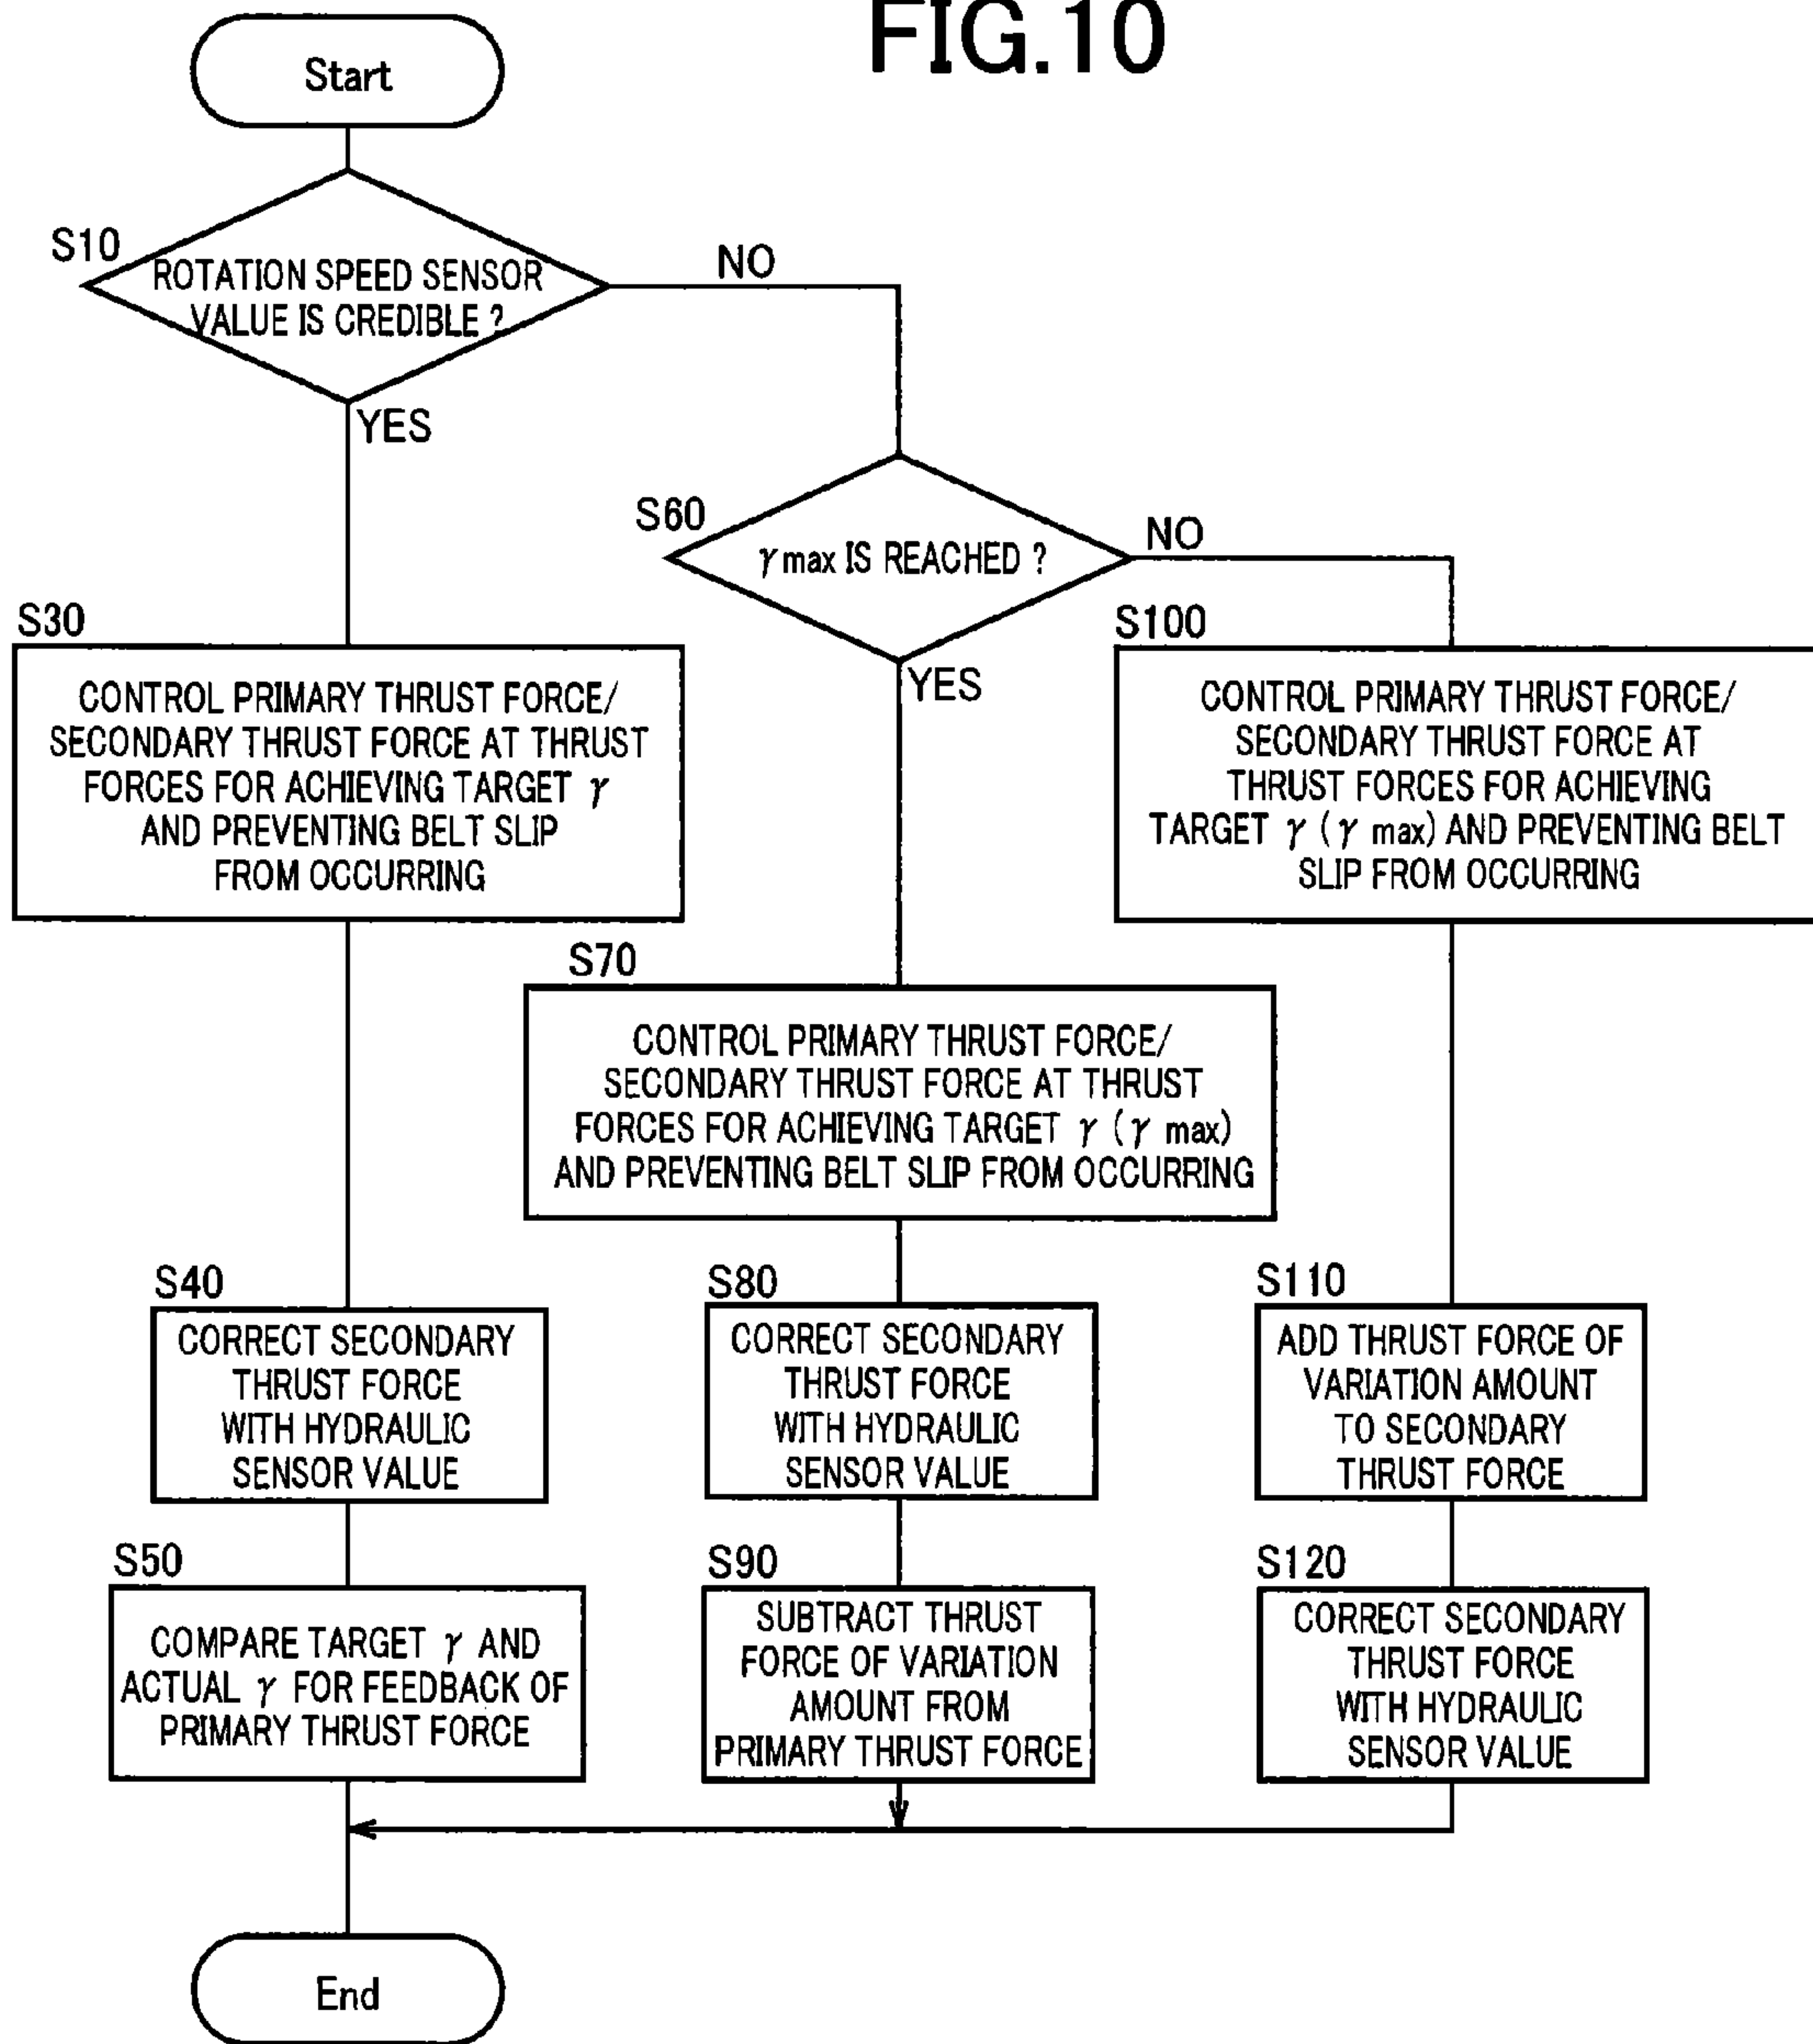 FIG.10
Start
S10
ROTATION SPEED SENSOR
VALUE IS CREDIBLE ?
NO
YES
S60
γmax IS REACHED ?
NO
YES
S30
CONTROL PRIMARY THRUST FORCE/
SECONDARY THRUST FORCE AT THRUST
FORCES FOR ACHIEVING TARGET γ
AND PREVENTING BELT SLIP
FROM OCCURRING
S100
CONTROL PRIMARY THRUST FORCE/
SECONDARY THRUST FORCE AT
THRUST FORCES FOR ACHIEVING
TARGET γ (γ max) AND PREVENTING BELT
SLIP FROM OCCURRING
S70
CONTROL PRIMARY THRUST FORCE/
SECONDARY THRUST FORCE AT THRUST
FORCES FOR ACHIEVING TARGET γ (γ max)
AND PREVENTING BELT SLIP FROM OCCURRING
S40
CORRECT SECONDARY
THRUST FORCE
WITH HYDRAULIC
SENSOR VALUE
S80
CORRECT SECONDARY
THRUST FORCE
WITH HYDRAULIC
SENSOR VALUE
S110
ADD THRUST FORCE OF
VARIATION AMOUNT
TO SECONDARY
THRUST FORCE
S50
COMPARE TARGET γ AND
ACTUAL γ FOR FEEDBACK OF
PRIMARY THRUST FORCE
S90
SUBTRACT THRUST
FORCE OF VARIATION
AMOUNT FROM
PRIMARY THRUST FORCE
S120
CORRECT SECONDARY
THRUST FORCE
WITH HYDRAULIC
SENSOR VALUE
End